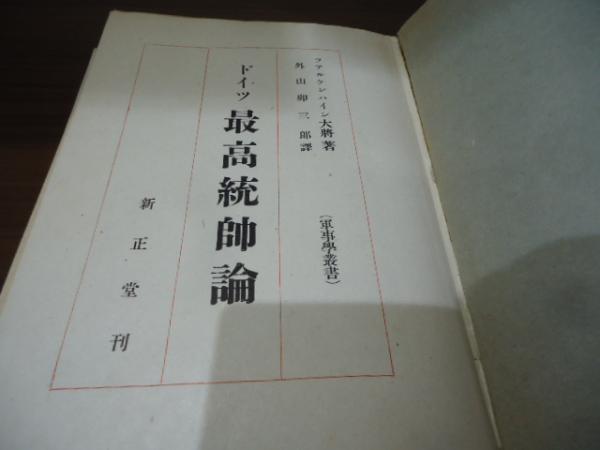 ファルケンハイン大將著
外山卯三郎譯
(軍事學叢書)
ドイツ最高統帥論
新正堂刊